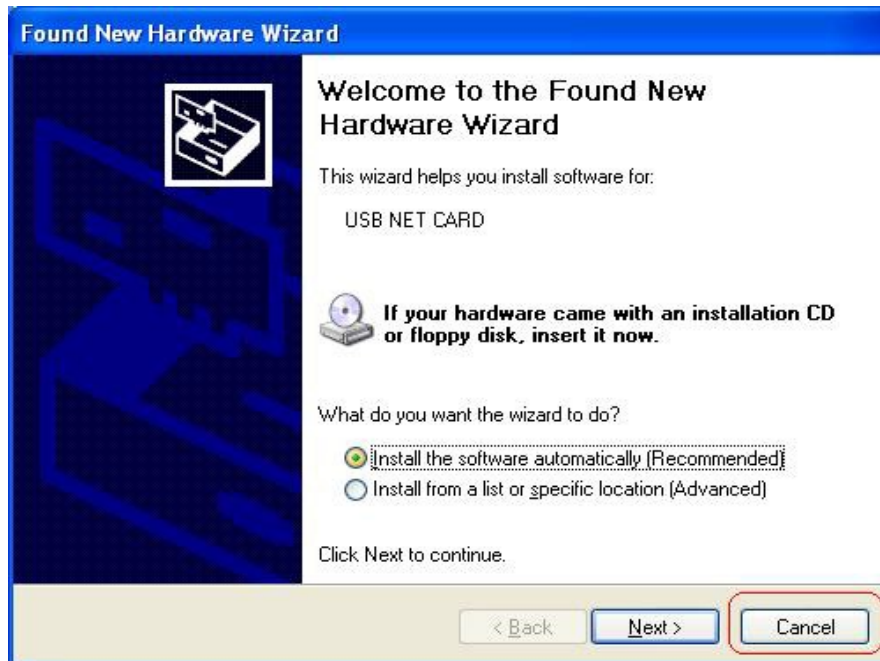 Found New Hardware Wizard
Welcome to the Found New
Hardware Wizard
This wizard helps you install software for:
USB NET CARD
If your hardware came with an installation CD
or floppy disk, insert it now.
What do you want the wizard to do?
Install the software automatically (Recommended)
Install from a list or specific location (Advanced)
Click Next to continue.
< Back Next > Cancel